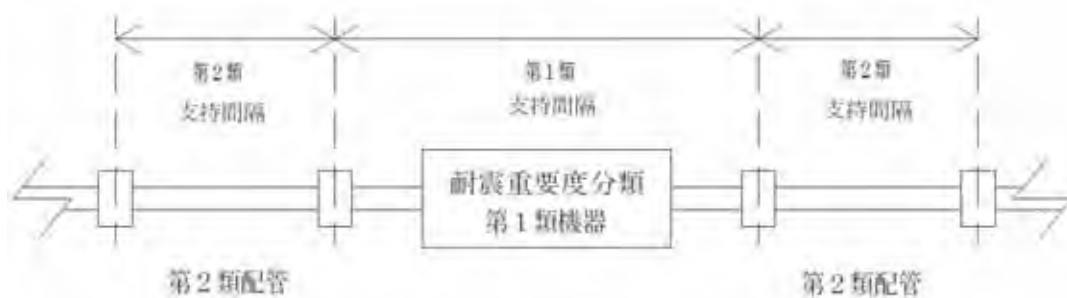 第2類
支持間隔
第1類
支持間隔
第2類
支持間隔
耐震重要度分類
第1類機器
第2類配管
第2類配管